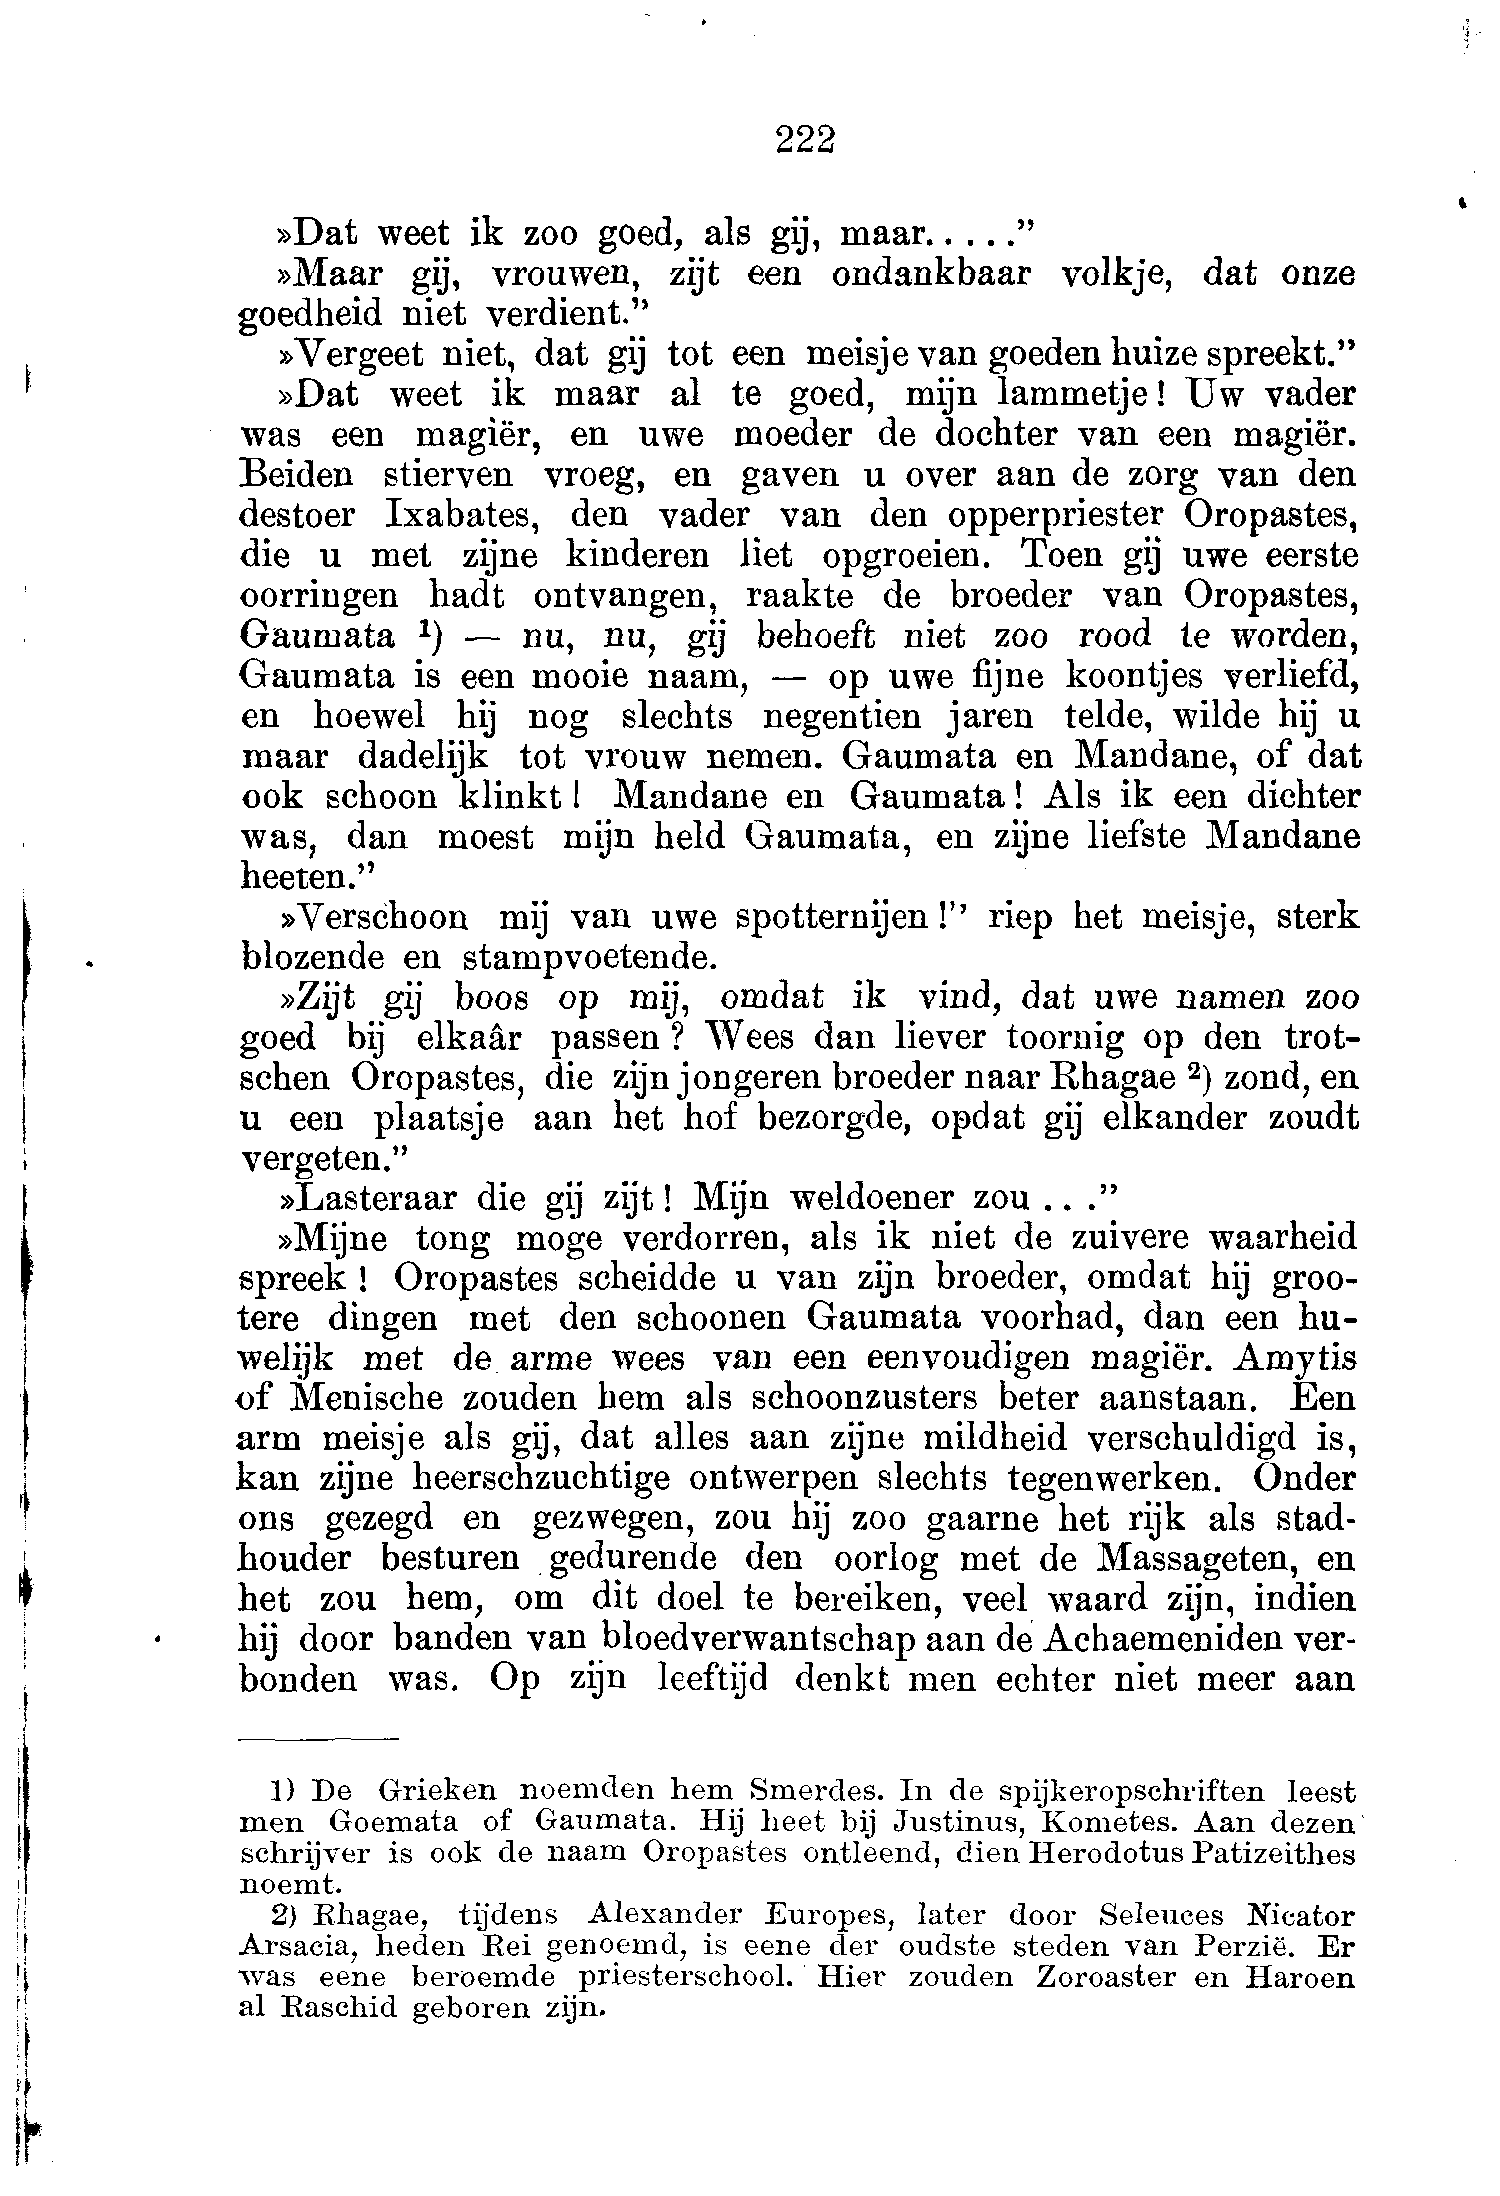 222
»Dat weet ik zoo goed, als gij, maar......”
»Maar gij, vrouwen, zijt een ondankbaar volkje, dat onze
goedheid niet verdient.”
»Vergeet niet, dat gij tot een meisje van goeden huize spreekt.”
»Dat weet ik maar al te goed, mijn lammetje! Uw vader
was een magiër, en uwe moeder de dochter van een magiër.
Beiden stierven vroeg, en gaven u over aan de zorg van den
destoer Ixabates, den vader van den opperpriester Oropastes,
die u met zijne kinderen liet opgroeien. Toen gij uwe eerste
oorringen hadt ontvangen, raakte de broeder van Oropastes,
Gaumata ¹) — nu, nu, gij behoeft niet zoo rood te worden,
Gaumata is een mooie naam, — op uwe fijne koontjes verliefd,
en hoewel hij nog slechts negentien jaren telde, wilde hij u
maar dadelijk tot vrouw nemen. Gaumata en Mandane, of dat
ook schoon klinkt! Mandane en Gaumata! Als ik een dichter
was, dan moest mijn held Gaumata, en zijne liefste Mandane
heeten.”
»Verschoon mij van uwe spotternijen!” riep het meisje, sterk
blozende en stampvoetende.
»Zijt gij boos op mij, omdat ik vind, dat uwe namen zoo
goed bij elkaâr passen? Wees dan liever toornig op den trot-
schen Oropastes, die zijn jongeren broeder naar Rhagae ²) zond, en
u een plaatsje aan het hof bezorgde, opdat gij elkander zoudt
vergeten.”
»Lasteraar die gij zijt! Mijn weldoener zou ...”
»Mijne tong moge verdorren, als ik niet de zuivere waarheid
spreek! Oropastes scheidde u van zijn broeder, omdat hij groo-
tere dingen met den schoonen Gaumata voorhad, dan een hu-
welijk met de arme wees van een eenvoudigen magiër. Amytis
of Menische zouden hem als schoonzusters beter aanstaan. Een
arm meisje als gij, dat alles aan zijne mildheid verschuldigd is,
kan zijne heerschzuchtige ontwerpen slechts tegenwerken. Onder
ons gezegd en gezwegen, zou hij zoo gaarne het rijk als stad-
houder besturen gedurende den oorlog met de Massageten, en
het zou hem, om dit doel te bereiken, veel waard zijn, indien
hij door banden van bloedverwantschap aan de Achaemeniden ver-
bonden was. Op zijn leeftijd denkt men echter niet meer aan
1) De Grieken noemden hem Smerdes. In de spijkeropschriften leest
men Goemata of Gaumata. Hij heet bij Justinus, Kometes. Aan dezen
schrijver is ook de naam Oropastes ontleend, dien Herodotus Patizeithes
noemt.
2) Rhagae, tijdens Alexander Europes, later door Seleuces Nicator
Arsacia, heden Rei genoemd, is eene der oudste steden van Perzië. Er
was eene beroemde priesterschool. Hier zouden Zoroaster en Haroen
al Raschid geboren zijn.